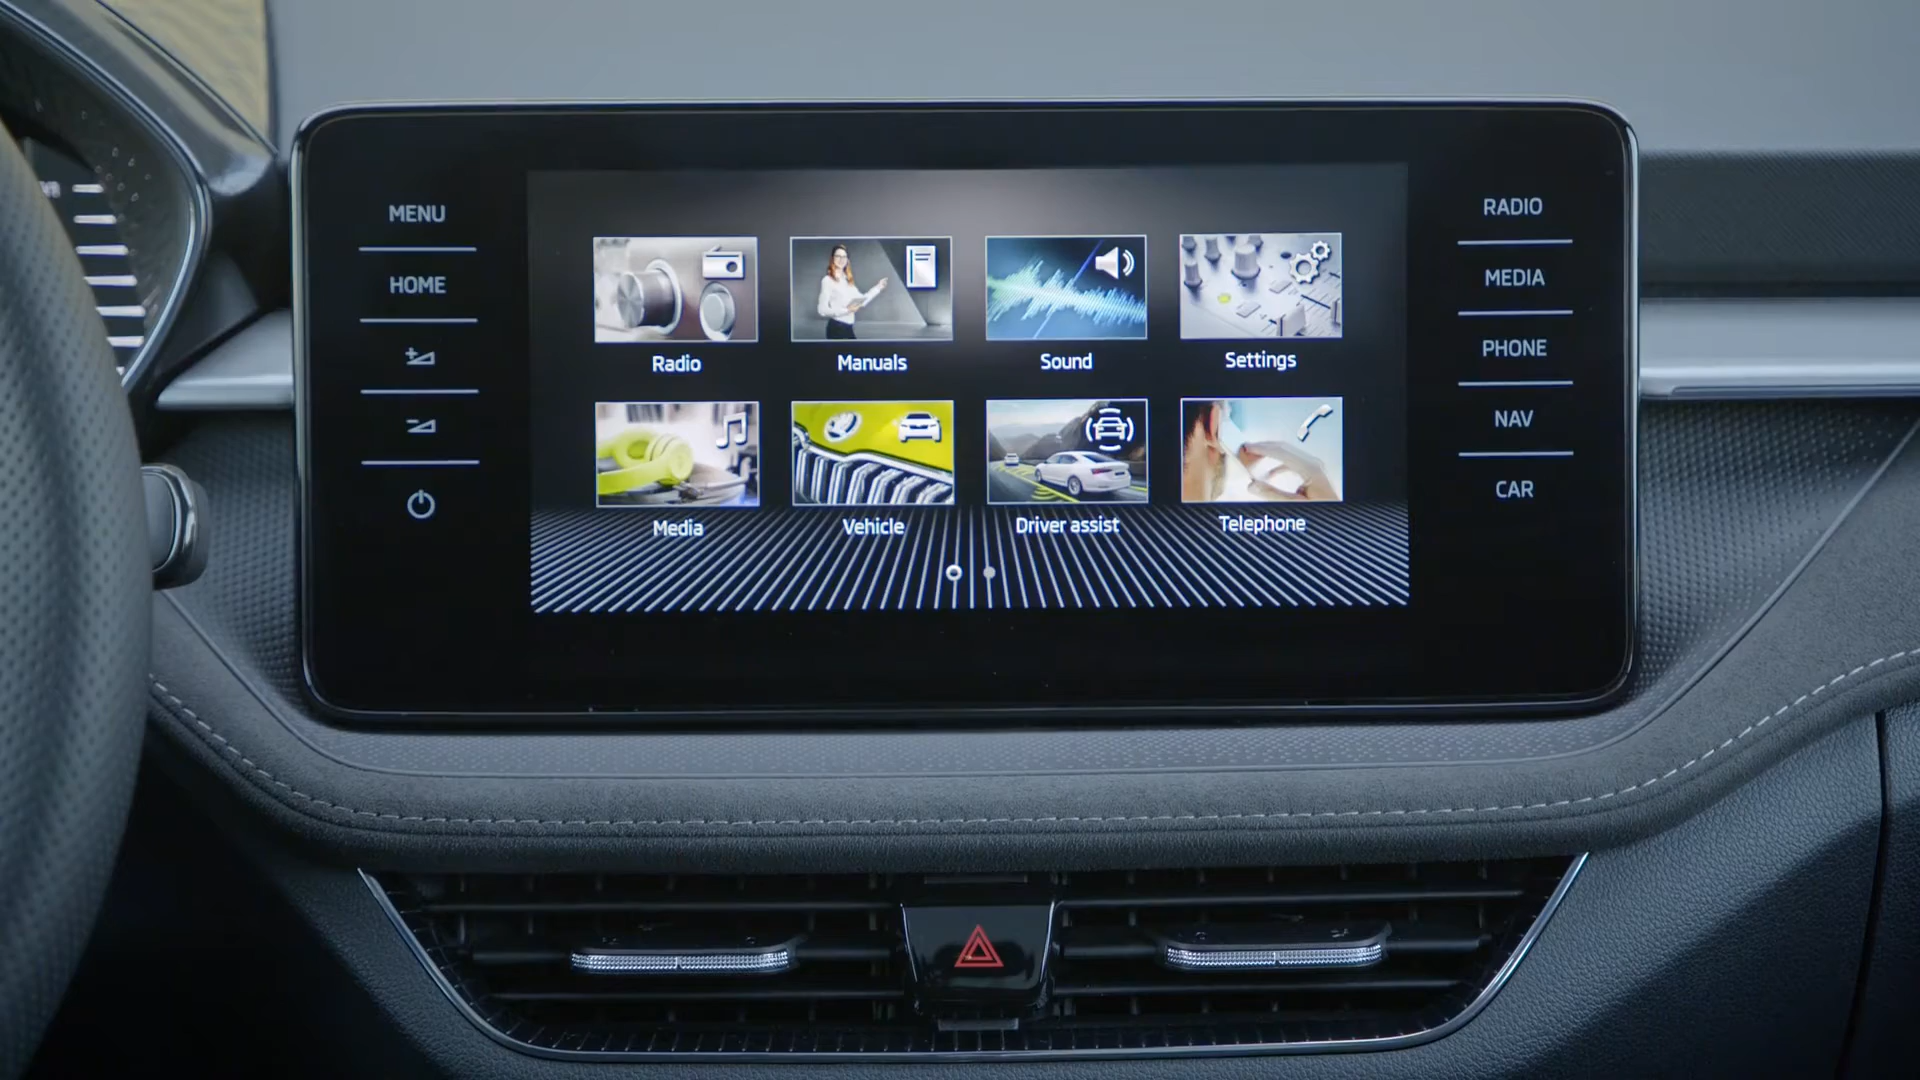 MENU
HOME
RADIO
MEDIA
PHONE
NAV
CAR
Radio
Manuals
Sound
Settings
Media
Vehicle
Driver assist
Telephone